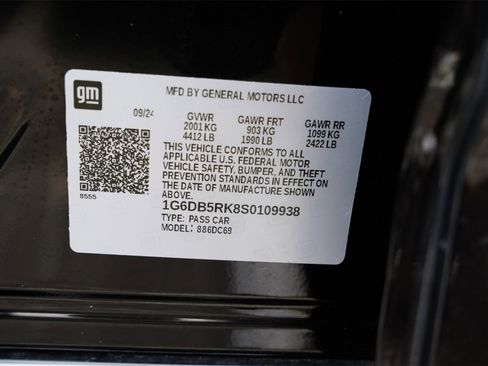 gm
MFD BY GENERAL MOTORS LLC
09/24 GVWR GAWR FRT GAWR RR
2001 KG 903 KG 1099 KG
4412 LB 1990 LB 2422 LB
THIS VEHICLE CONFORMS TO ALL
APPLICABLE U.S. FEDERAL MOTOR
VEHICLE SAFETY, BUMPER, AND THEFT
PREVENTION STANDARDS IN EFFECT ON
THE DATE OF MANUFACTURE SHOWN
ABOVE.
8555
1G6DB5RK8S0109938
TYPE: PASS CAR
MODEL: 886DC69